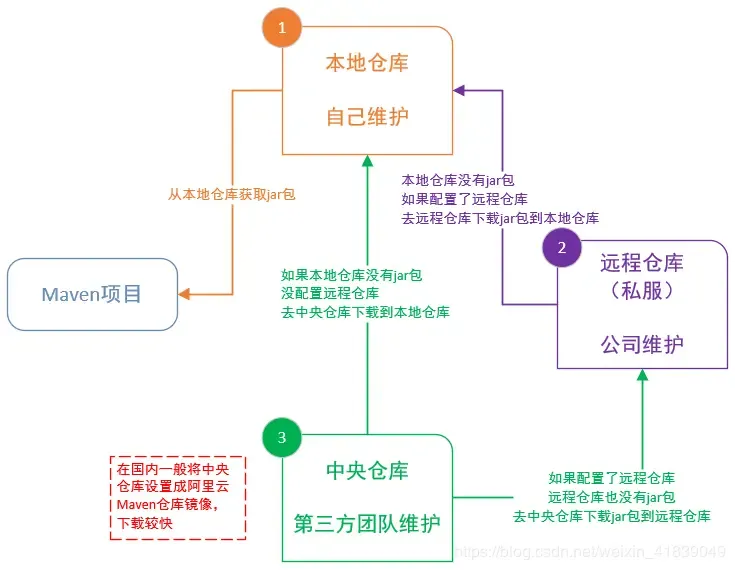 1
本地仓库
自己维护
从本地仓库获取jar包
本地仓库没有jar包
如果配置了远程仓库
去远程仓库下载jar包到本地仓库
2
远程仓库
（私服）
公司维护
Maven项目
如果本地仓库没有jar包
没配置远程仓库
去中央仓库下载到本地仓库
3
中央仓库
第三方团队维护
在国内一般将中央
仓库设置成阿里云
Maven仓库镜像，
下载较快
如果配置了远程仓库
远程仓库也没有jar包
去中央仓库下载jar包到远程仓库
https://blog.csdn.net/weixin_41839049